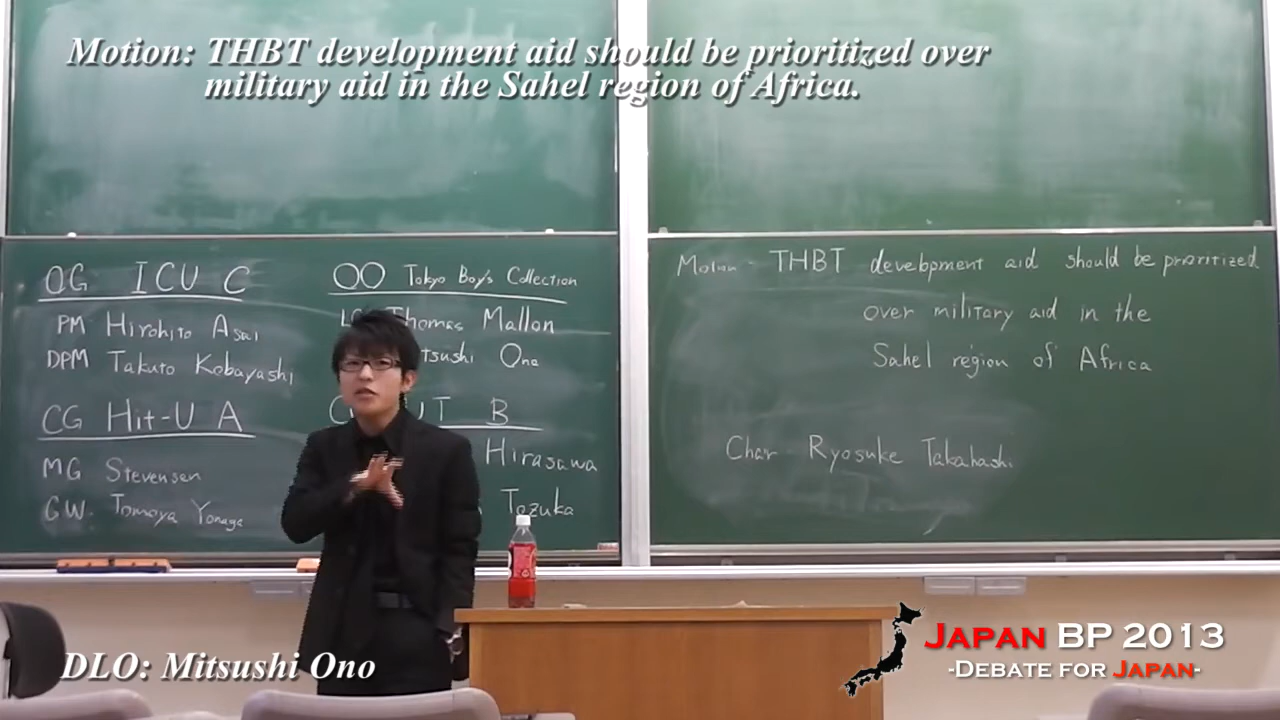 Motion: THBT development aid should be prioritized over
military aid in the Sahel region of Africa.
OG ICU C
PM Hirohito Asai
DPM Takuto Kobayashi
CG Hit-U A
MG Stevensen
GW. Tomoya Yonaga
OO Tokyo Boy's Collection
Thomas Mallon
tsushi Ono
UT B
Hirasawa
Tozuka
Motion - THBT development aid should be prioritized
over military aid in the
Sahel region of Africa
Chair Ryosuke Takahashi
DLO: Mitsushi Ono
JAPAN BP 2013
-DEBATE FOR JAPAN-